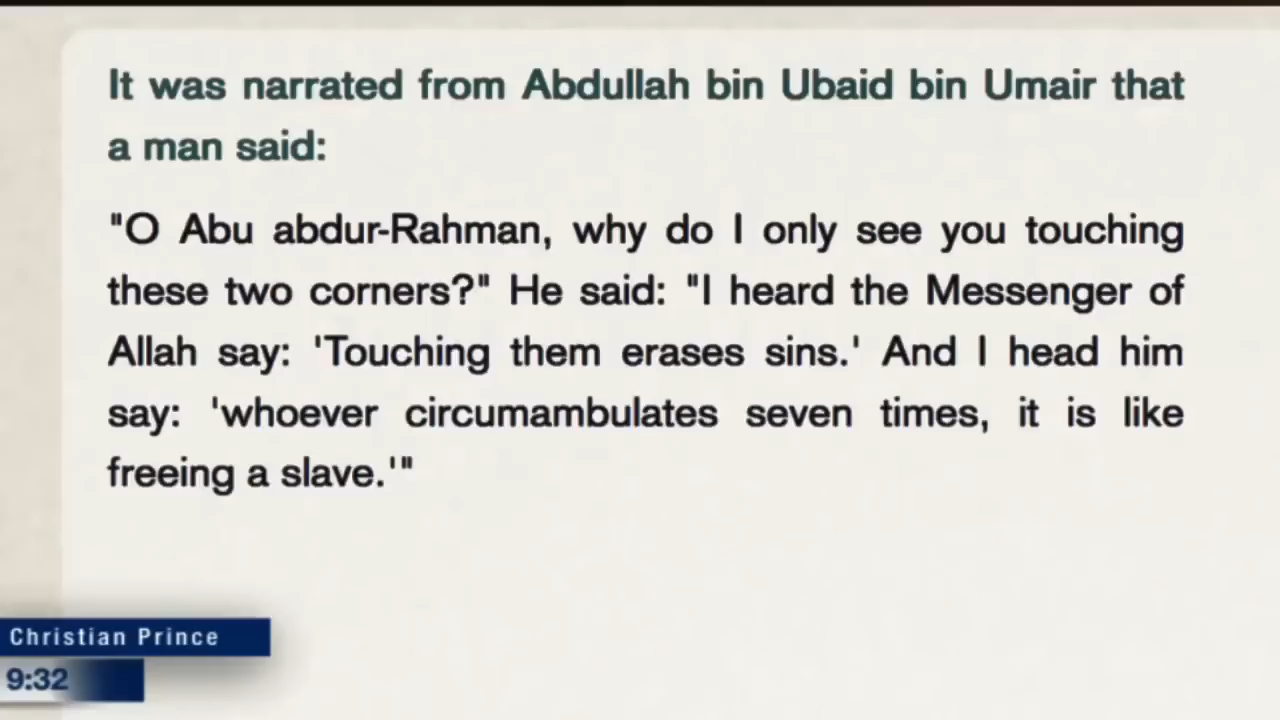 It was narrated from Abdullah bin Ubaid bin Umair that
a man said:
"O Abu abdur-Rahman, why do I only see you touching
these two corners?" He said: "I heard the Messenger of
Allah say: 'Touching them erases sins.' And I head him
say: 'whoever circumambulates seven times, it is like
freeing a slave.'"
Christian Prince
9:32